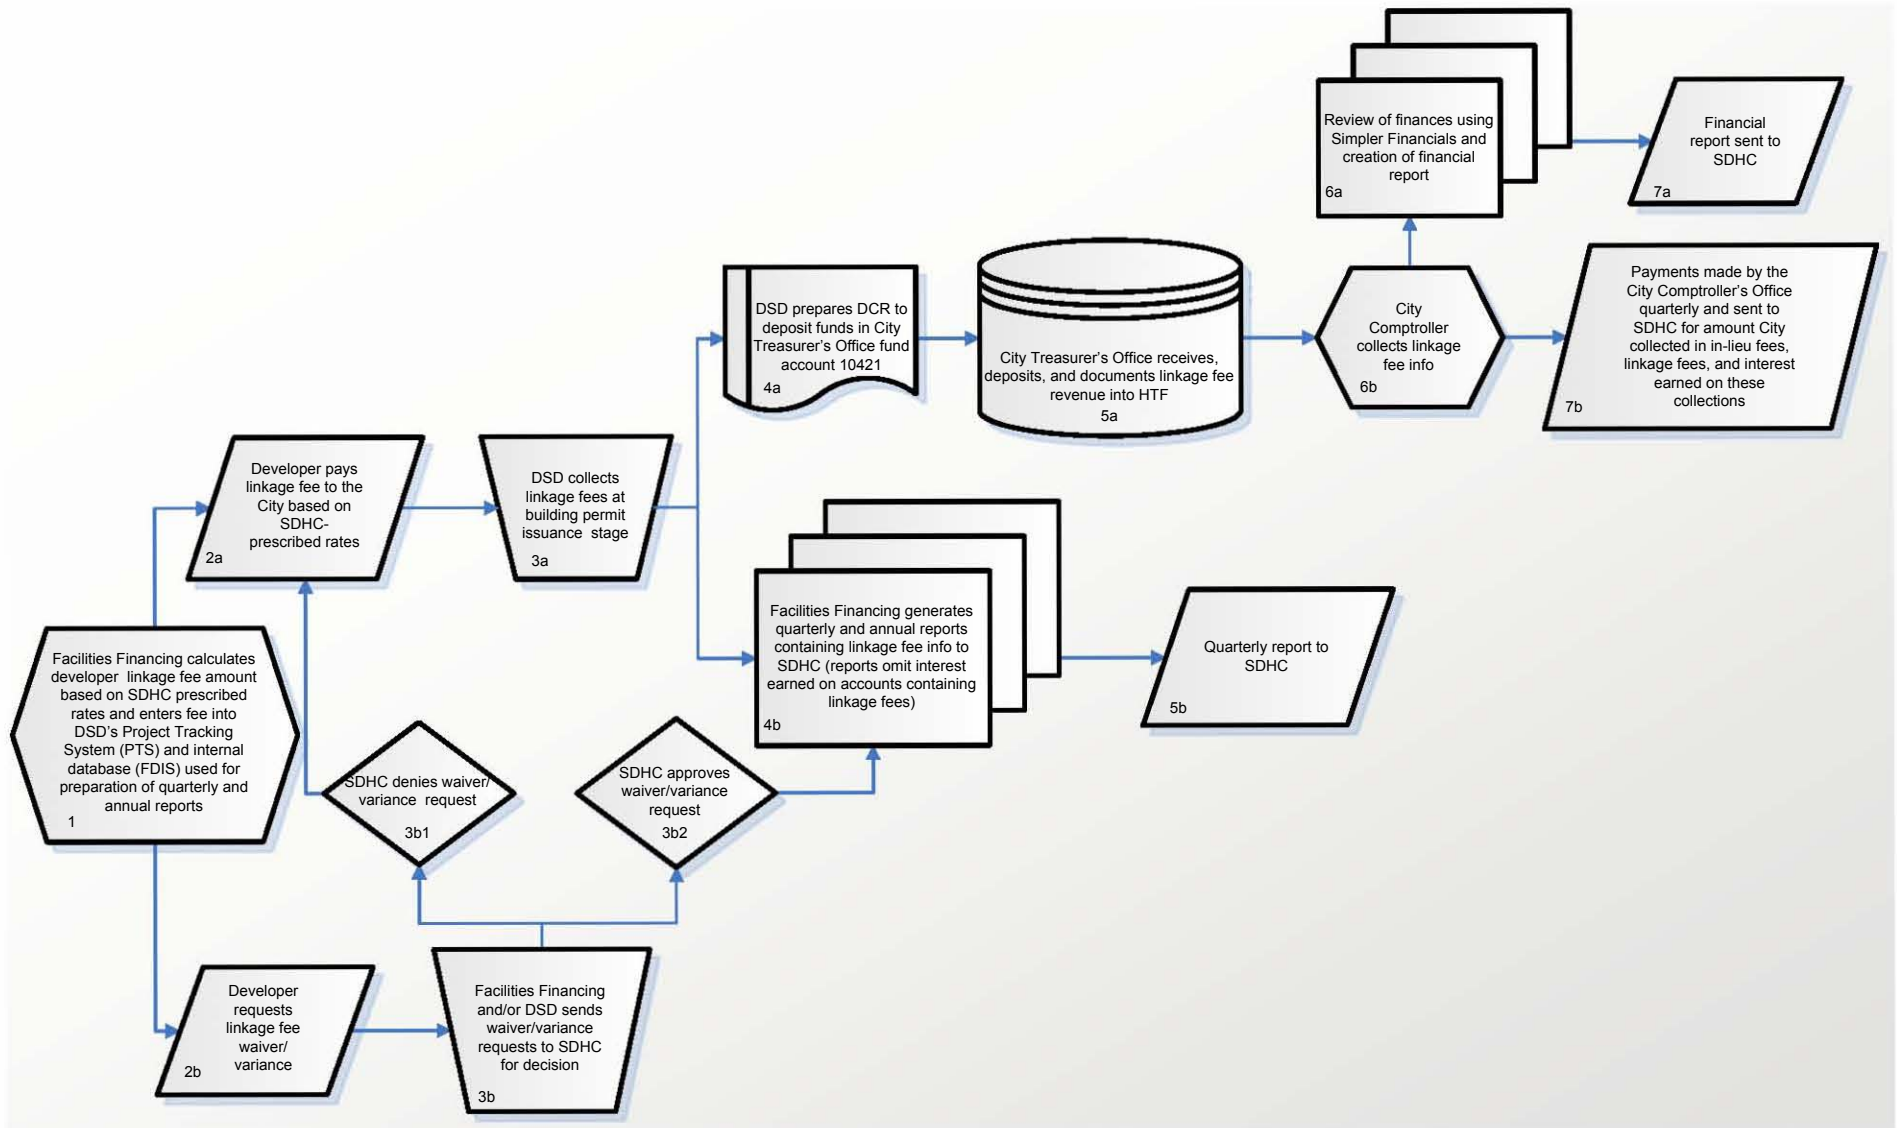 Review of finances using
Simpler Financials and
creation of financial
report
6a
Financial
report sent to
SDHC
7a
DSD prepares DCR to
deposit funds in City
Treasurer's Office fund
account 10421
4a
City Treasurer's Office receives,
deposits, and documents linkage fee
revenue into HTF
5a
City
Comptroller
collects linkage
fee info
6b
Payments made by the
City Comptroller's Office
quarterly and sent to
SDHC for amount City
collected in in-lieu fees,
linkage fees, and interest
earned on these
collections
7b
Developer pays
linkage fee to the
City based on
SDHC-
prescribed rates
2a
DSD collects
linkage fees at
building permit
issuance stage
3a
Facilities Financing generates
quarterly and annual reports
containing linkage fee info to
SDHC (reports omit interest
earned on accounts containing
linkage fees)
4b
Quarterly report to
SDHC
5b
Facilities Financing calculates
developer linkage fee amount
based on SDHC prescribed
rates and enters fee into
DSD's Project Tracking
System (PTS) and internal
database (FDIS) used for
preparation of quarterly and
annual reports
1
SDHC denies waiver/
variance request
3b1
SDHC approves
waiver/variance
request
3b2
Developer
requests
linkage fee
waiver/
variance
2b
Facilities Financing
and/or DSD sends
waiver/variance
requests to SDHC
for decision
3b